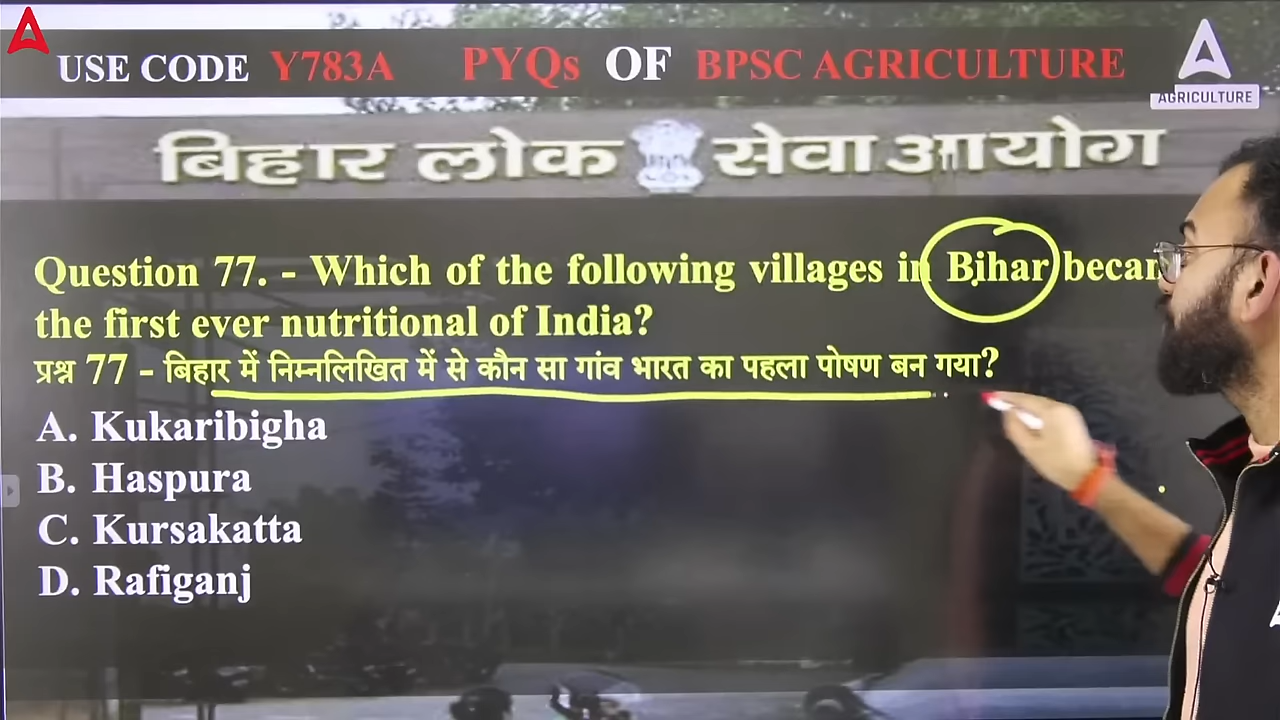 USE CODE Y783A PYQs OF BPSC AGRICULTURE
AGRICULTURE
बिहार लोक सेवा आयोग
Question 77. - Which of the following villages in Bihar
the first ever nutritional of India?
प्रश्न 77 - बिहार में निम्नलिखित में से कौन सा गांव भारत का पहला पोषण बन गया?
A. Kukaribigha
B. Haspura
C. Kursakatta
D. Rafiganj